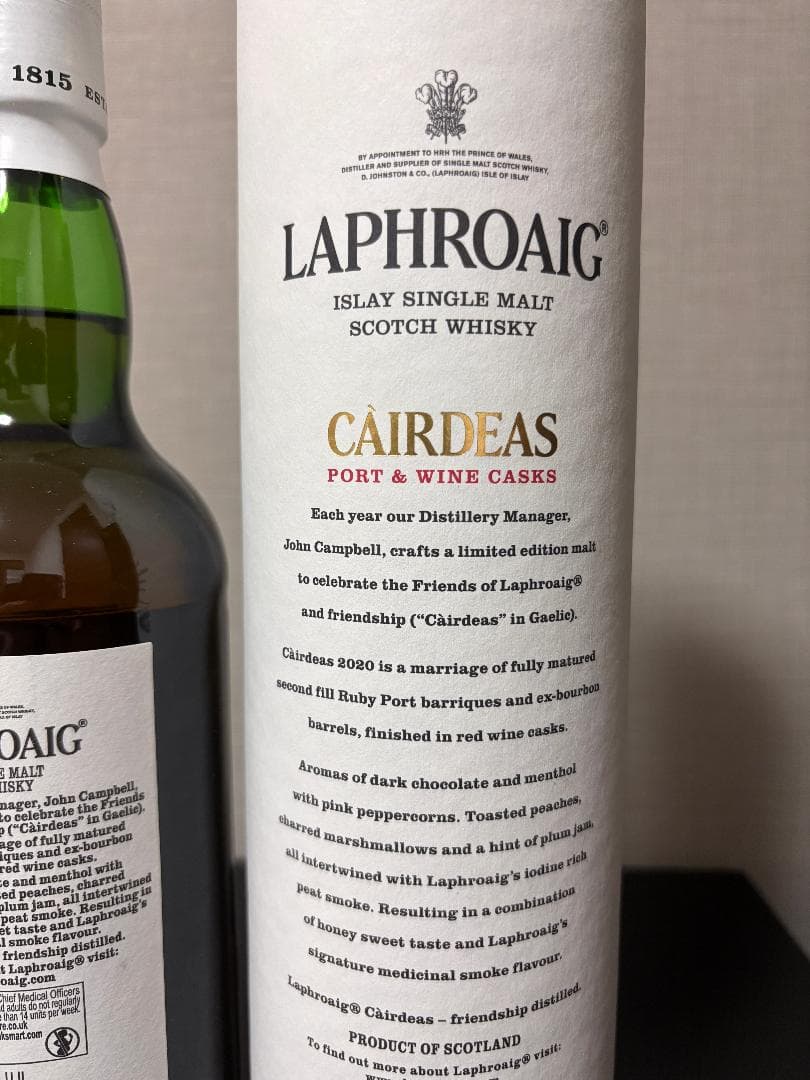 1815 EST.
BY APPOINTMENT TO HRH THE PRINCE OF WALES,
DISTILLER AND SUPPLIER OF SINGLE MALT SCOTCH WHISKY,
D. JOHNSTON & CO., (LAPHROAIG) ISLE OF ISLAY
LAPHROAIG®
ISLAY SINGLE MALT
SCOTCH WHISKY
CÀIRDEAS
PORT & WINE CASKS
Each year our Distillery Manager,
John Campbell, crafts a limited edition malt
to celebrate the Friends of Laphroaig®
and friendship (“Càirdeas” in Gaelic).
Càirdeas 2020 is a marriage of fully matured
second fill Ruby Port barriques and ex-bourbon
barrels, finished in red wine casks.
Aromas of dark chocolate and menthol
with pink peppercorns. Toasted peaches,
charred marshmallows and a hint of plum jam,
all intertwined with Laphroaig’s iodine rich
peat smoke. Resulting in a combination
of honey sweet taste and Laphroaig’s
signature medicinal smoke flavour.
Laphroaig® Càirdeas – friendship distilled.
PRODUCT OF SCOTLAND
To find out more about Laphroaig® visit:
OAIG®
E MALT
HISKY
nager, John Campbell,
to celebrate the Friends
p (“Càirdeas” in Gaelic).
age of fully matured
iques and ex-bourbon
red wine casks.
e and menthol with
ed peaches, charred
plum jam, all intertwined
peat smoke. Resulting in
et taste and Laphroaig’s
l smoke flavour.
friendship distilled.
t Laphroaig® visit:
oaig.com
Chief Medical Officers
d adults do not regularly
e than 14 units per week.
re.co.uk
ksmart.com